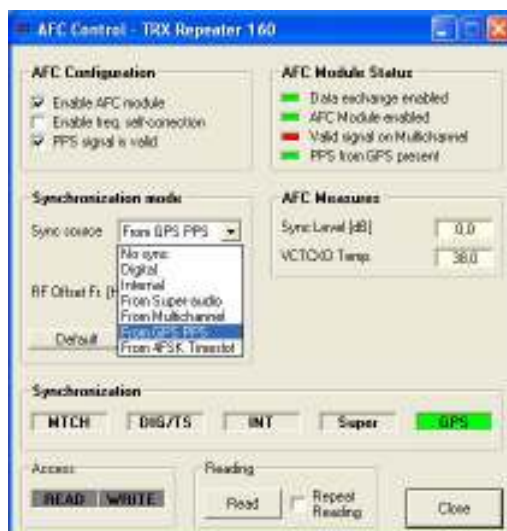 AFC Control - TRX Repeater 160
AFC Configuration
Enable AFC module
Enable freq. self-correction
PPS signal is valid
AFC Module Status
Data exchange enabled
AFC Module enabled
Valid signal on Multichannel
PPS from GPS present
Synchronization mode
Sync source
From GPS PPS
No sync
Digital
Internal
From Super-audio
From Multichannel
From GPS PPS
From 4FSK Timeslot
RF Offset Fr.
Default
AFC Measures
Sync Level [dB]
0,0
VCTCXO Temp.
38,0
Synchronization
MTCH
DIG/TS
INT
Super
GPS
Access
READ WRITE
Reading
Read
Repeat
Reading
Close